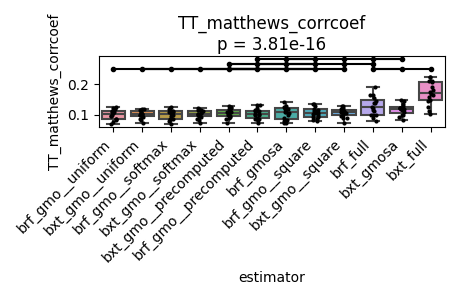 TT_matthews_corrcoef
p = 3.81e-16
TT_matthews_corrcoef
0.2
0.1
brf_gmo__uniform
bxt_gmo__uniform
brf_gmo__softmax
bxt_gmo__softmax
bxt_gmo__precomputed
brf_gmo__precomputed
brf_gmosa
brf_gmo__square
bxt_gmo__square
brf_full
bxt_gmosa
bxt_full
estimator